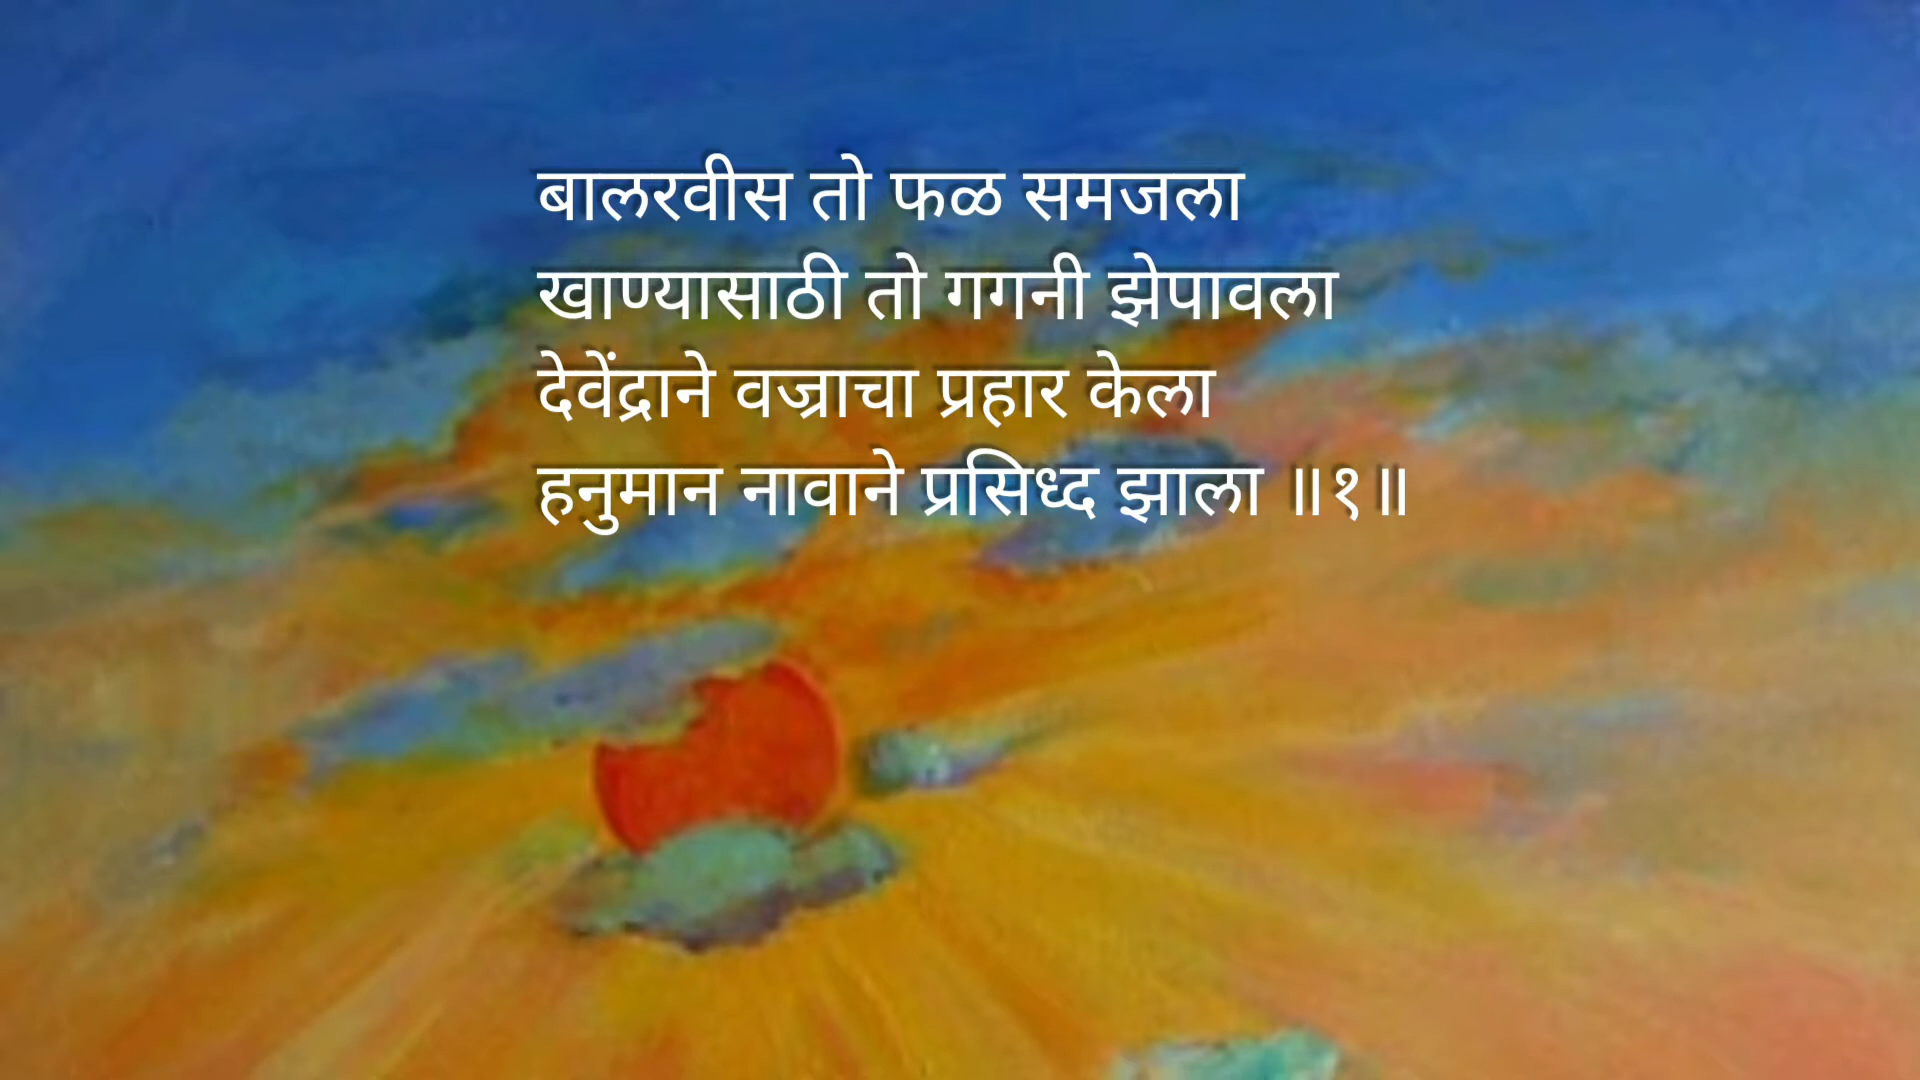 बालरवीस तो फळ समजला
खाण्यासाठी तो गगनी झेपावला
देवेंद्राने वज्राचा प्रहार केला
हनुमान नावाने प्रसिध्द झाला ॥१॥